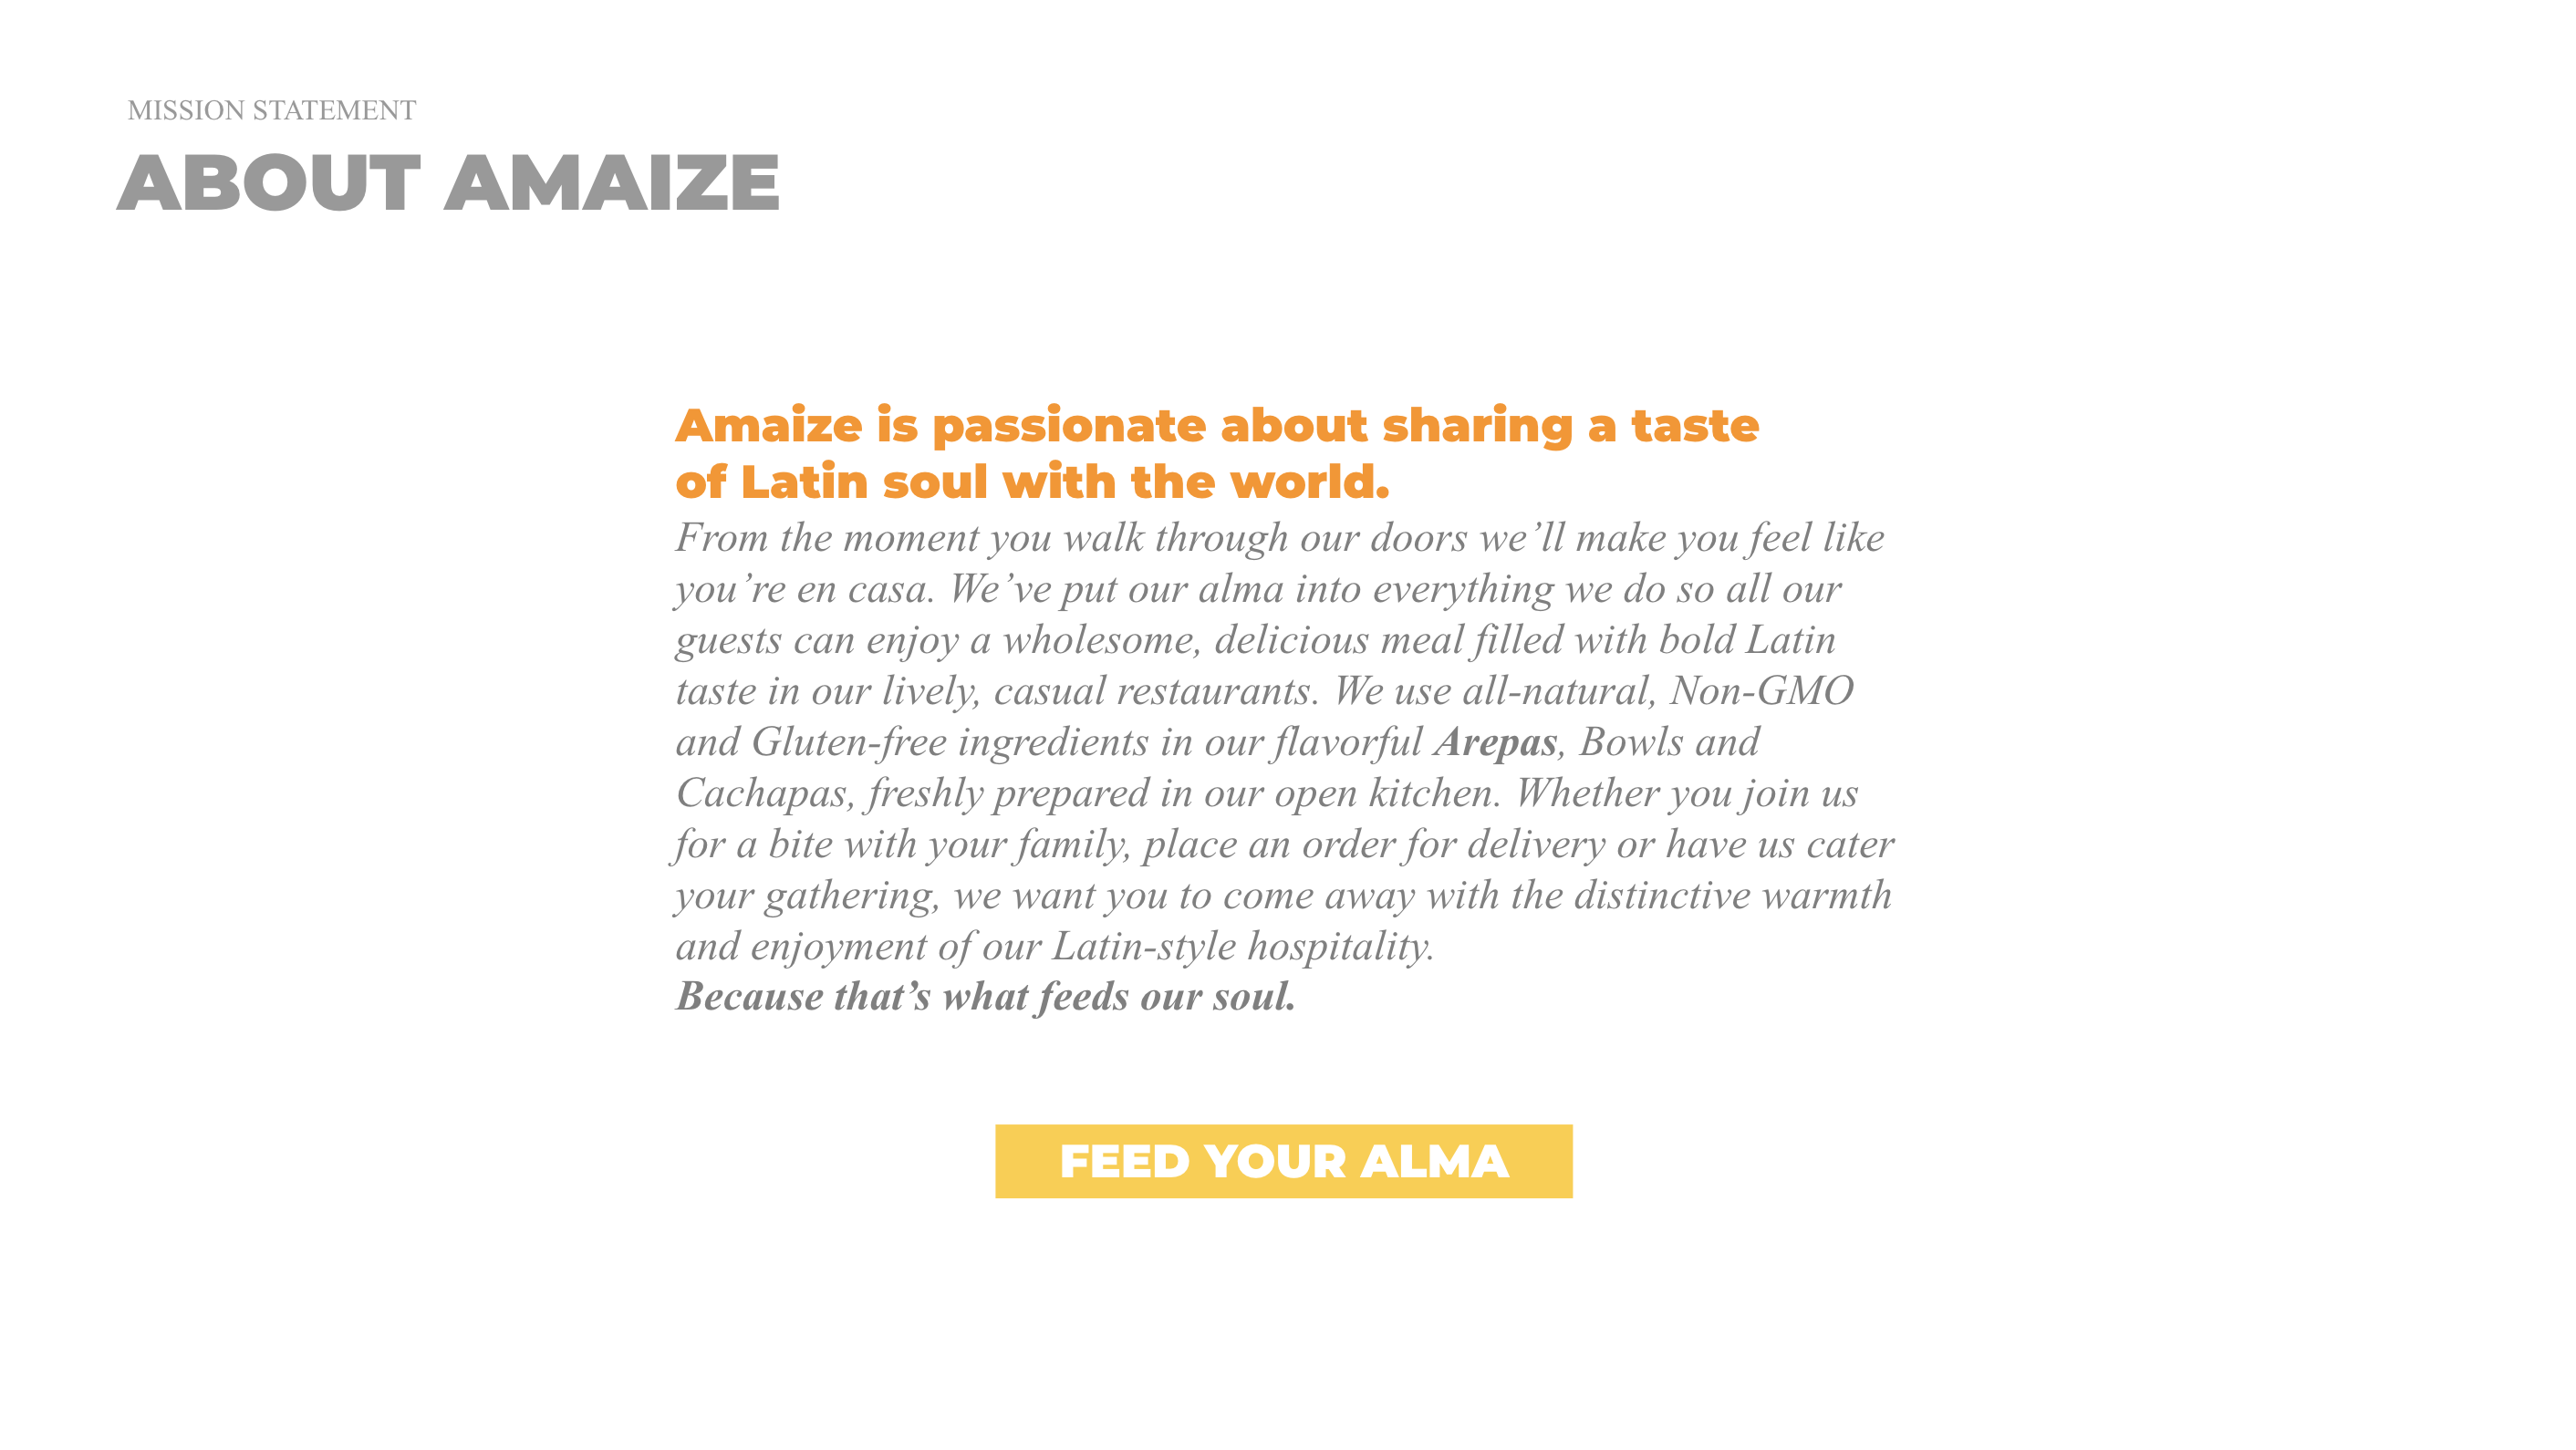 MISSION STATEMENT
ABOUT AMAIZE
Amaize is passionate about sharing a taste
of Latin soul with the world.
From the moment you walk through our doors we’ll make you feel like
you’re en casa. We’ve put our alma into everything we do so all our
guests can enjoy a wholesome, delicious meal filled with bold Latin
taste in our lively, casual restaurants. We use all-natural, Non-GMO
and Gluten-free ingredients in our flavorful Arepas, Bowls and
Cachapas, freshly prepared in our open kitchen. Whether you join us
for a bite with your family, place an order for delivery or have us cater
your gathering, we want you to come away with the distinctive warmth
and enjoyment of our Latin-style hospitality.
Because that’s what feeds our soul.
FEED YOUR ALMA